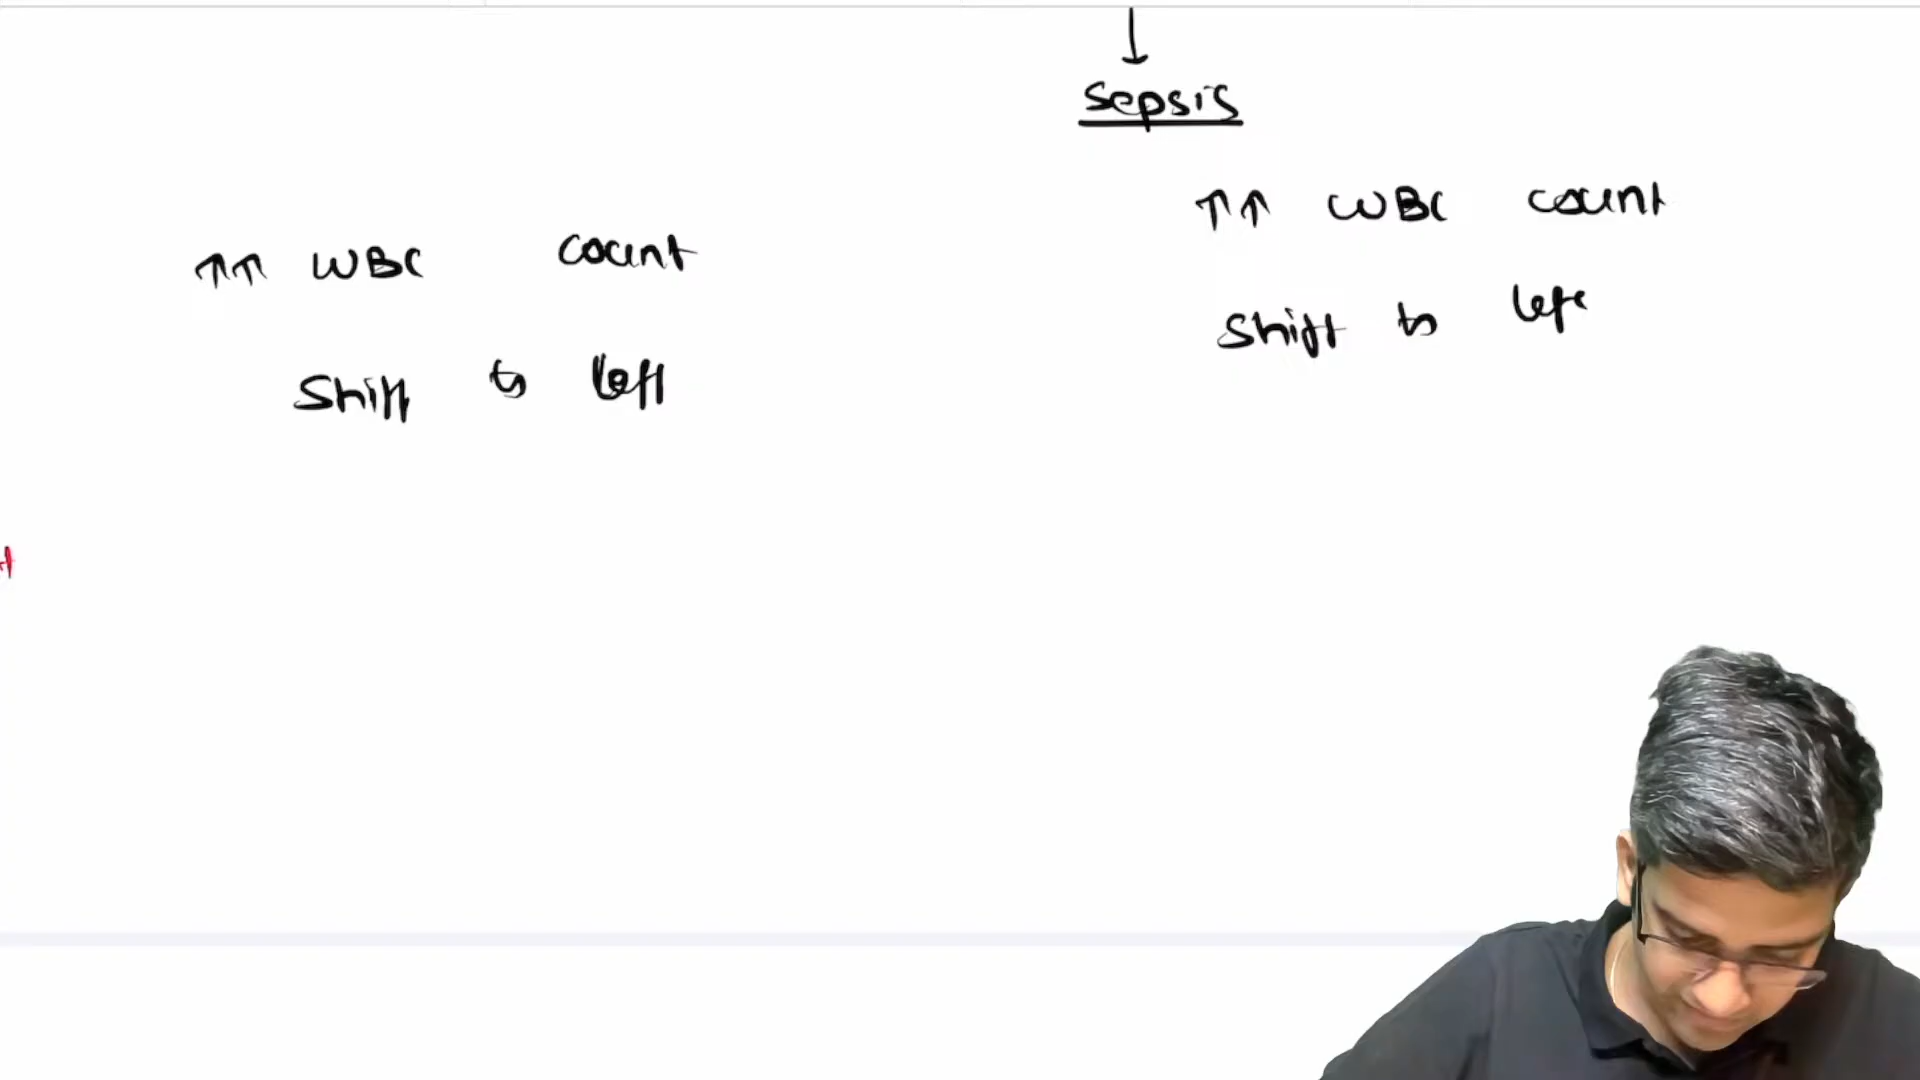 ↓
Sepsis
↑↑ WBC count
Shift to left
↑↑ WBC count
Shift to left